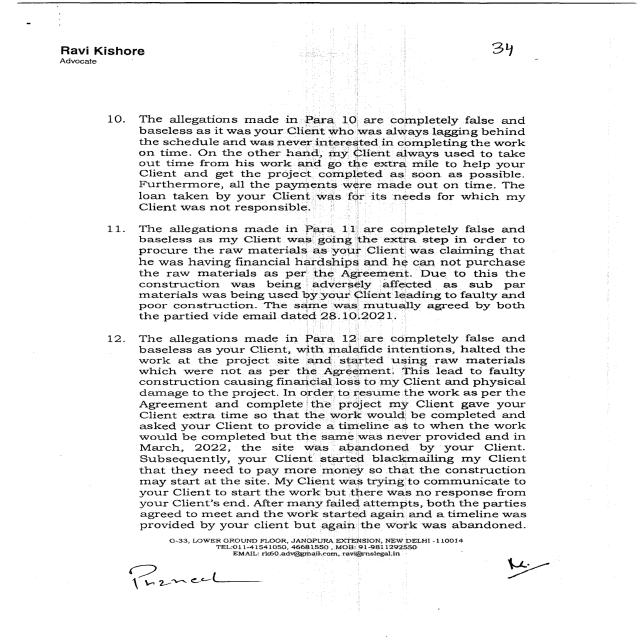 Ravi Kishore
Advocate
34
10. The allegations made in Para 10 are completely false and
baseless as it was your Client who was always lagging behind
the schedule and was never interested in completing the work
on time. On the other hand, my Client always used to take
out time from his work and go the extra mile to help your
Client and get the project completed as soon as possible.
Furthermore, all the payments were made out on time. The
loan taken by your Client was for its needs for which my
Client was not responsible.
11. The allegations made in Para 11 are completely false and
baseless as my Client was going the extra step in order to
procure the raw materials as your Client was claiming that
he was having financial hardships and he can not purchase
the raw materials as per the Agreement. Due to this the
construction was being adversely affected as sub par
materials was being used by your Client leading to faulty and
poor construction. The same was mutually agreed by both
the partied vide email dated 28.10.2021.
12. The allegations made in Para 12 are completely false and
baseless as your Client, with malafide intentions, halted the
work at the project site and started using raw materials
which were not as per the Agreement. This lead to faulty
construction causing financial loss to my Client and physical
damage to the project. In order to resume the work as per the
Agreement and complete the project my Client gave your
Client extra time so that the work would be completed and
asked your Client to provide a timeline as to when the work
would be completed but the same was never provided and in
March, 2022, the site was abandoned by your Client.
Subsequently, your Client started blackmailing my Client
that they need to pay more money so that the construction
may start at the site. My Client was trying to communicate to
your Client to start the work but there was no response from
your Client's end. After many failed attempts, both the parties
agreed to meet and the work started again and a timeline was
provided by your client but again the work was abandoned.
G-33, LOWER GROUND FLOOR, JANGPURA EXTENSION, NEW DELHI -110014
TEL:011-41541050, 46681550 , MOB: 91-9811292550
EMAIL: rk60.adv@gmail.com, ravi@rnslegal.in